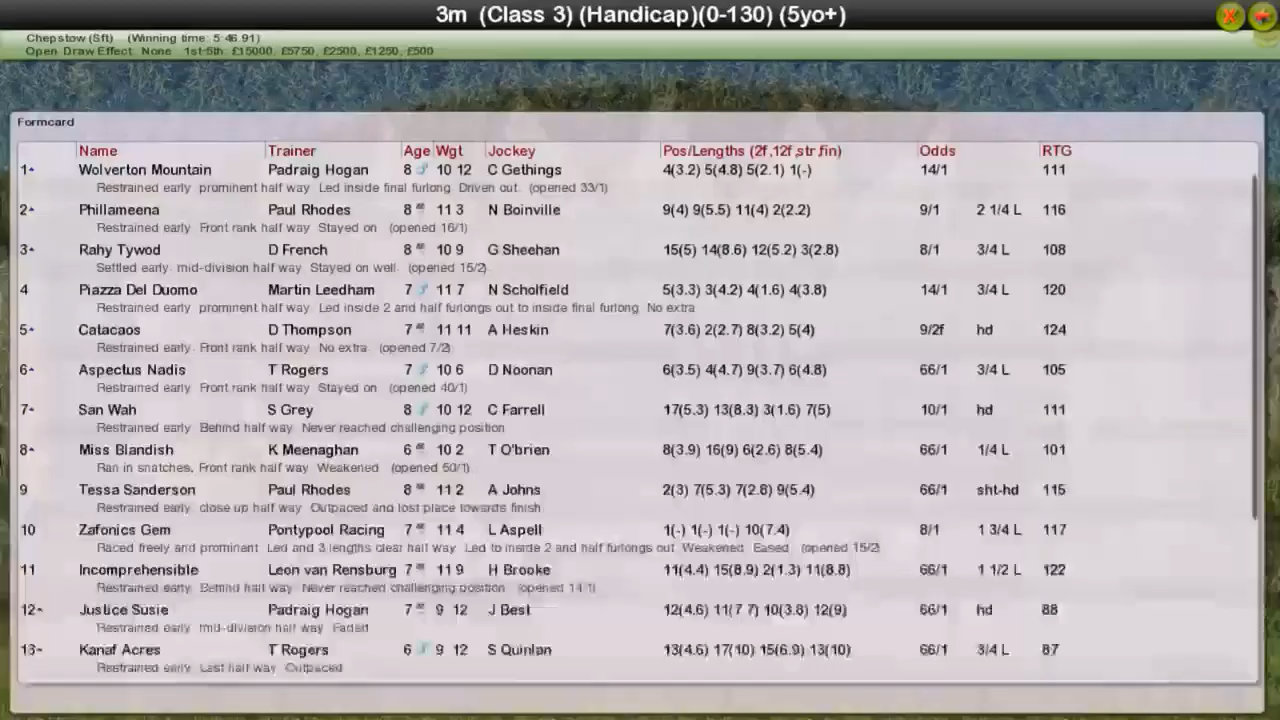 3m (Class 3) (Handicap)(0-130) (5yo+)
Chepstow (Sft) (Winning time: 5:46.91)
Open Draw Effect: None 1st-5th: £15000, £5750, £2500, £1250, £500
Formcard
Name Trainer Age Wgt Jockey Pos/Lengths (2f,12f,str,fin) Odds RTG
1 Wolverton Mountain Padraig Hogan 8 10 12 C Gethings 4(3.2) 5(4.8) 5(2.1) 1(-) 14/1 111
Restrained early prominent half way Led inside final furlong Driven out (opened 33/1)
2 Phillameena Paul Rhodes 8 11 3 N Boinville 9(4) 9(5.5) 11(4) 2(2.2) 9/1 2 1/4 L 116
Restrained early Front rank half way Stayed on (opened 16/1)
3 Rahy Tywod D French 8 10 9 G Sheehan 15(5) 14(8.6) 12(5.2) 3(2.8) 8/1 3/4 L 108
Settled early mid-division half way Stayed on well (opened 15/2)
4 Piazza Del Duomo Martin Leedham 7 11 7 N Scholfield 5(3.3) 3(4.2) 4(1.6) 4(3.8) 14/1 3/4 L 120
Restrained early prominent half way Led inside 2 and half furlongs out to inside final furlong No extra
5 Catacaos D Thompson 7 11 11 A Heskin 7(3.6) 2(2.7) 8(3.2) 5(4) 9/2f hd 124
Restrained early Front rank half way No extra (opened 7/2)
6 Aspectus Nadis T Rogers 7 10 6 D Noonan 6(3.5) 4(4.7) 9(3.7) 6(4.8) 66/1 3/4 L 105
Restrained early Front rank half way Stayed on (opened 40/1)
7 San Wah S Grey 8 10 12 C Farrell 17(5.3) 13(8.3) 3(1.6) 7(5) 10/1 hd 111
Restrained early Behind half way Never reached challenging position
8 Miss Blandish K Meenaghan 6 10 2 T O'brien 8(3.9) 16(9) 6(2.6) 8(5.4) 66/1 1/4 L 101
Ran in snatches, Front rank half way Weakened (opened 50/1)
9 Tessa Sanderson Paul Rhodes 8 11 2 A Johns 2(3) 7(5.3) 7(2.8) 9(5.4) 66/1 sht-hd 115
Restrained early close up half way Outpaced and lost place towards finish
10 Zafonics Gem Pontypool Racing 7 11 4 L Aspell 1(-) 1(-) 1(-) 10(7.4) 8/1 1 3/4 L 117
Raced freely and prominent Led and 3 lengths clear half way Led to inside 2 and half furlongs out Weakened Eased (opened 15/2)
11 Incomprehensible Leon van Rensburg 7 11 9 H Brooke 11(4.4) 15(8.9) 2(1.3) 11(8.8) 66/1 1 1/2 L 122
Restrained early Behind half way Never reached challenging position (opened 14/1)
12 Justice Susie Padraig Hogan 7 9 12 J Best 12(4.6) 11(7.7) 10(3.8) 12(9) 66/1 hd 88
Restrained early mid-division half way Faded
13 Kanaf Acres T Rogers 6 9 12 S Quinlan 13(4.6) 17(10) 15(6.9) 13(10) 66/1 3/4 L 87
Restrained early Last half way Outpaced